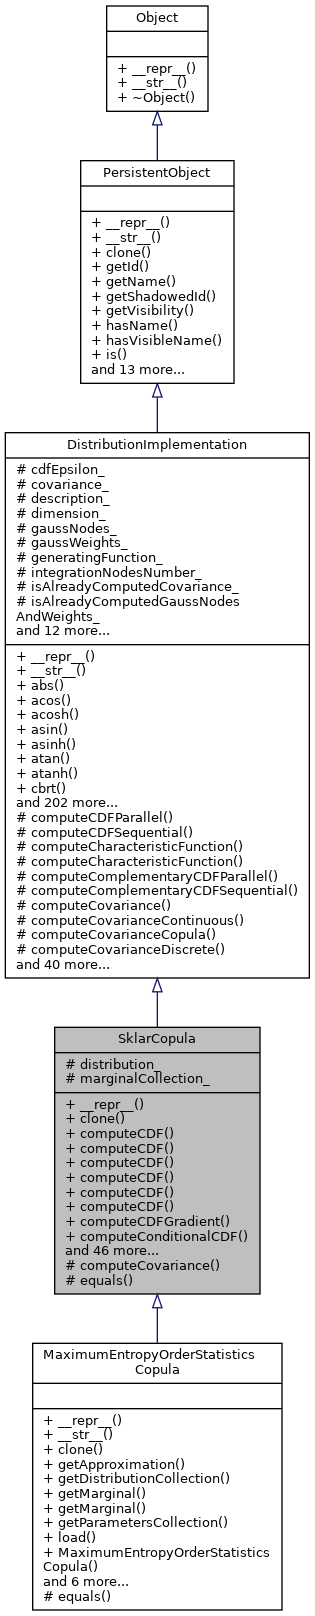 Object
+ __repr__()
+ __str__()
+ ~Object()
PersistentObject
+ __repr__()
+ __str__()
+ clone()
+ getId()
+ getName()
+ getShadowedId()
+ getVisibility()
+ hasName()
+ hasVisibleName()
+ is()
and 13 more...
DistributionImplementation
# cdfEpsilon_
# covariance_
# description_
# dimension_
# gaussNodes_
# gaussWeights_
# generatingFunction_
# integrationNodesNumber_
# isAlreadyComputedCovariance_
# isAlreadyComputedGaussNodes
AndWeights_
and 12 more...
+ __repr__()
+ __str__()
+ abs()
+ acos()
+ acosh()
+ asin()
+ asinh()
+ atan()
+ atanh()
+ cbrt()
and 202 more...
# computeCDFParallel()
# computeCDFSequential()
# computeCharacteristicFunction()
# computeCharacteristicFunction()
# computeComplementaryCDFParallel()
# computeComplementaryCDFSequential()
# computeCovariance()
# computeCovarianceContinuous()
# computeCovarianceCopula()
# computeCovarianceDiscrete()
and 40 more...
SklarCopula
# distribution_
# marginalCollection_
+ __repr__()
+ clone()
+ computeCDF()
+ computeCDF()
+ computeCDF()
+ computeCDF()
+ computeCDF()
+ computeCDF()
+ computeCDFGradient()
+ computeConditionalCDF()
and 46 more...
# computeCovariance()
# equals()
MaximumEntropyOrderStatistics
Copula
+ __repr__()
+ __str__()
+ clone()
+ getApproximation()
+ getDistributionCollection()
+ getMarginal()
+ getMarginal()
+ getParametersCollection()
+ load()
+ MaximumEntropyOrderStatistics
Copula()
and 6 more...
# equals()